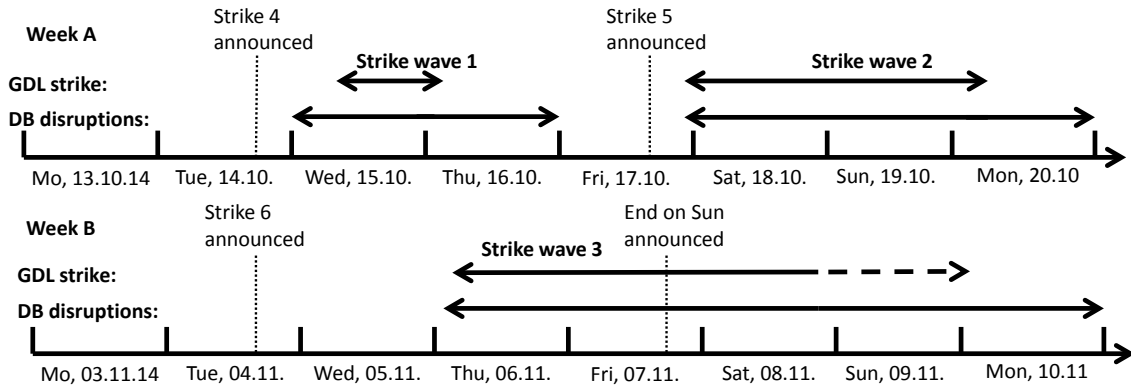 Strike 4
announced
Strike 5
announced
Week A
Strike wave 1
Strike wave 2
GDL strike:
DB disruptions:
Mo, 13.10.14 Tue, 14.10. Wed, 15.10. Thu, 16.10. Fri, 17.10. Sat, 18.10. Sun, 19.10. Mon, 20.10
Strike 6
announced
End on Sun
announced
Week B
Strike wave 3
GDL strike:
DB disruptions:
Mo, 03.11.14 Tue, 04.11. Wed, 05.11. Thu, 06.11. Fri, 07.11. Sat, 08.11. Sun, 09.11. Mon, 10.11